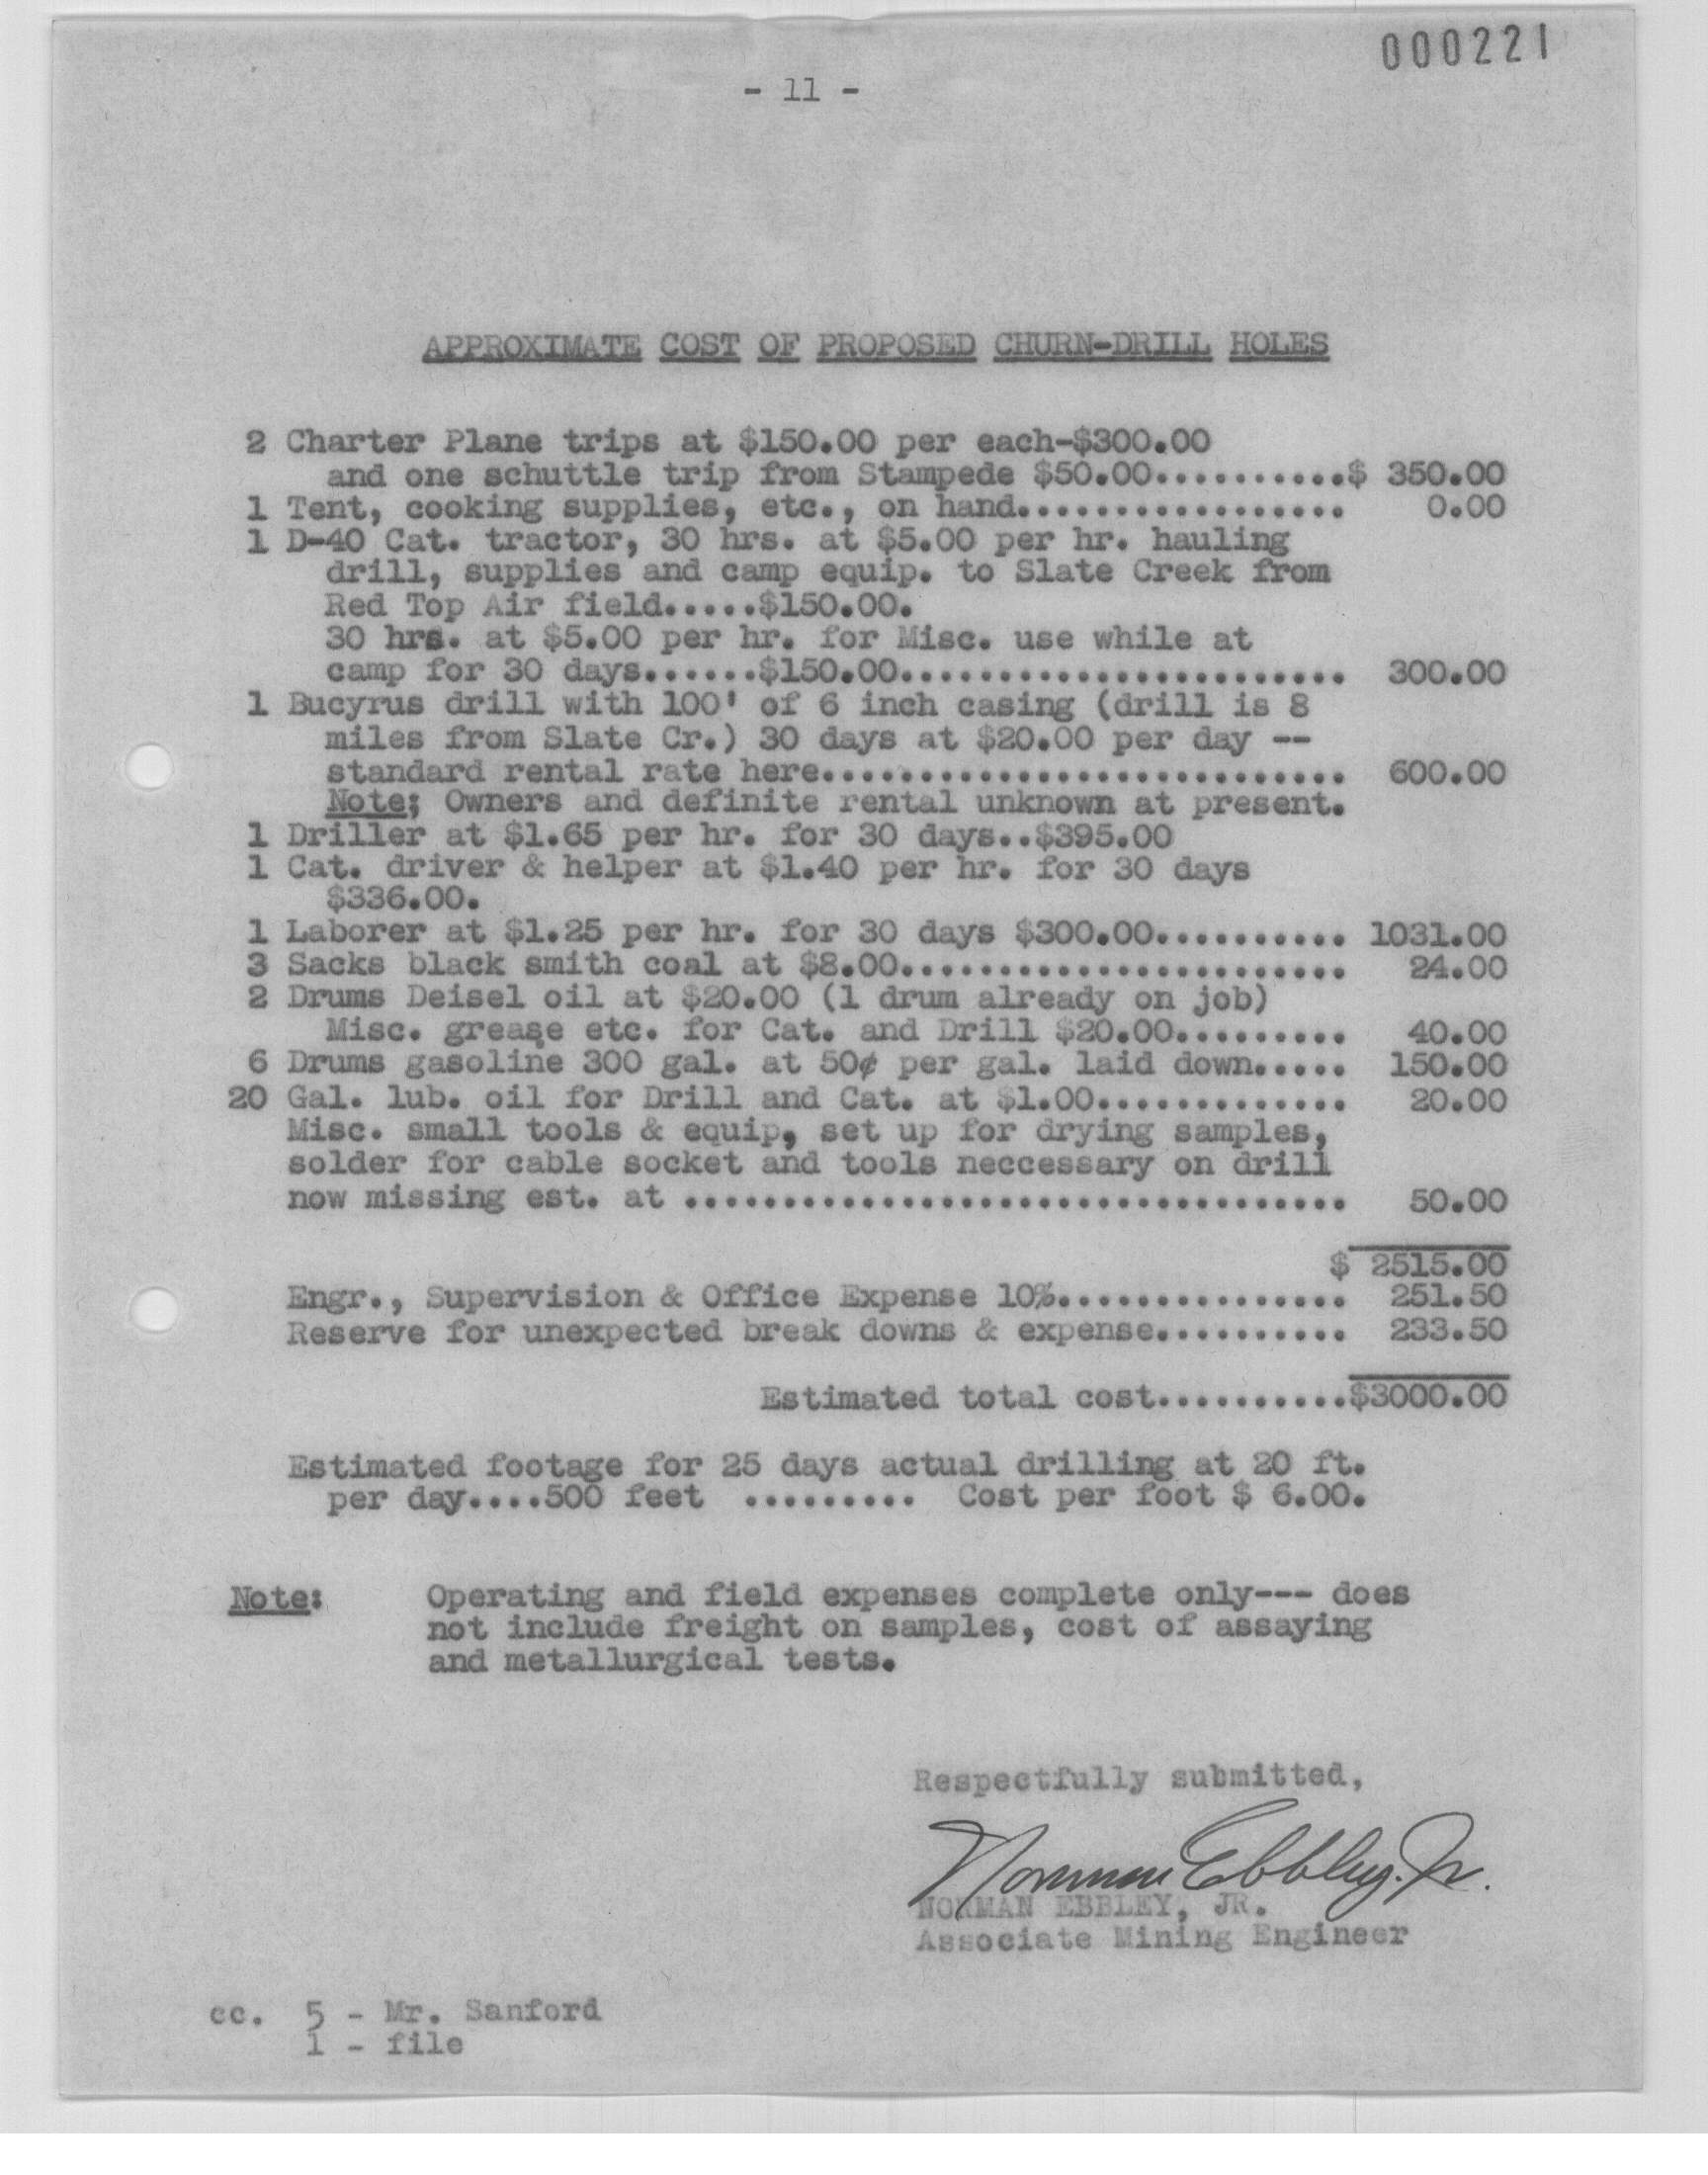 000221
- 11 -
APPROXIMATE COST OF PROPOSED CHURN-DRILL HOLES
2 Charter Plane trips at $150.00 per each-$300.00
and one schuttle trip from Stampede $50.00..........$ 350.00
1 Tent, cooking supplies, etc., on hand................. 0.00
1 D-40 Cat. tractor, 30 hrs. at $5.00 per hr. hauling
drill, supplies and camp equip. to Slate Creek from
Red Top Air field.....$150.00.
30 hrs. at $5.00 per hr. for Misc. use while at
camp for 30 days......$150.00....................... 300.00
1 Bucyrus drill with 100' of 6 inch casing (drill is 8
miles from Slate Cr.) 30 days at $20.00 per day --
standard rental rate here........................... 600.00
Note; Owners and definite rental unknown at present.
1 Driller at $1.65 per hr. for 30 days..$395.00
1 Cat. driver & helper at $1.40 per hr. for 30 days
$336.00.
1 Laborer at $1.25 per hr. for 30 days $300.00.......... 1031.00
3 Sacks black smith coal at $8.00....................... 24.00
2 Drums Deisel oil at $20.00 (1 drum already on job)
Misc. grease etc. for Cat. and Drill $20.00......... 40.00
6 Drums gasoline 300 gal. at 50¢ per gal. laid down..... 150.00
20 Gal. lub. oil for Drill and Cat. at $1.00............. 20.00
Misc. small tools & equip, set up for drying samples,
solder for cable socket and tools neccessary on drill
now missing est. at .................................. 50.00
$ 2515.00
Engr., Supervision & Office Expense 10%............... 251.50
Reserve for unexpected break downs & expense.......... 233.50
Estimated total cost..........$3000.00
Estimated footage for 25 days actual drilling at 20 ft.
per day....500 feet ......... Cost per foot $ 6.00.
Note: Operating and field expenses complete only--- does
not include freight on samples, cost of assaying
and metallurgical tests.
Respectfully submitted,
Norman Ebbley, Jr.
NORMAN EBBLEY, JR.
Associate Mining Engineer
cc. 5 - Mr. Sanford
1 - file